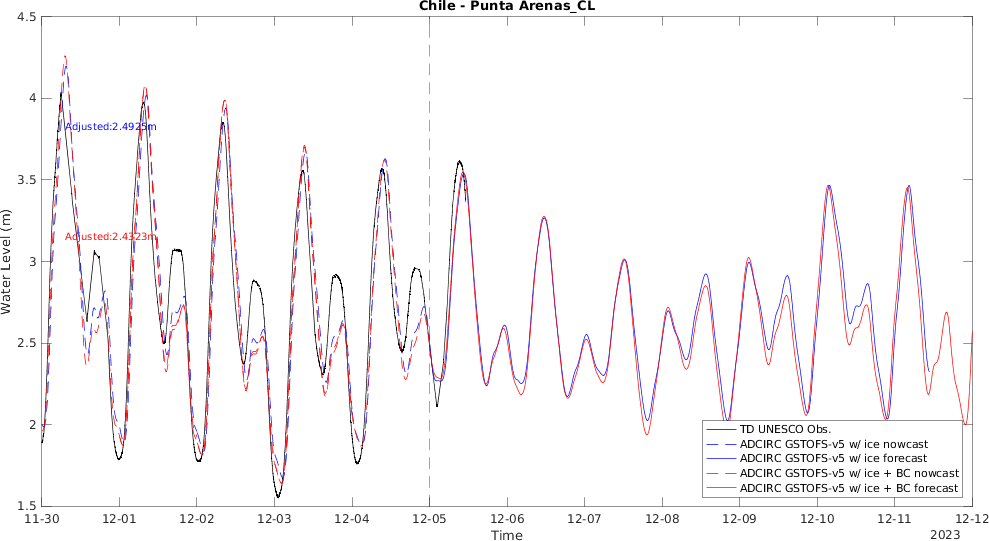 Chile - Punta Arenas_CL
4.5
4
3.5
3
2.5
2
1.5
Water Level (m)
Adjusted:2.4925m
Adjusted:2.4323m
TD UNESCO Obs.
ADCIRC GSTOFS-v5 w/ ice nowcast
ADCIRC GSTOFS-v5 w/ ice forecast
ADCIRC GSTOFS-v5 w/ ice + BC nowcast
ADCIRC GSTOFS-v5 w/ ice + BC forecast
11-30 12-01 12-02 12-03 12-04 12-05 12-06 12-07 12-08 12-09 12-10 12-11 12-12
Time
2023